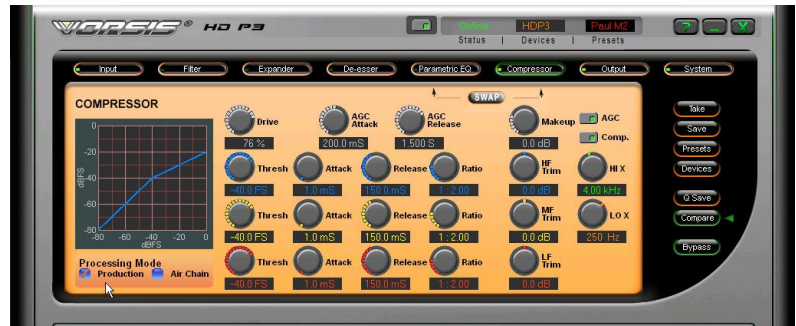 VORSIS® HD P3
Online HDP3 Paul M2
Status | Devices | Presets
? _ X
Input Filter Expander De-esser Parametric EQ Compressor Output System
SWAP
COMPRESSOR
Drive AGC Attack AGC Release Makeup AGC
76 % 200.0 mS 1.500 S 0.0 dB Comp.
Thresh Attack Release Ratio HF Trim HI X
-40.0 FS 1.0 mS 150.0 mS 1 : 2.00 0.0 dB 4.00 kHz
Thresh Attack Release Ratio MF Trim LO X
-40.0 FS 1.0 mS 150.0 mS 1 : 2.00 0.0 dB 250 Hz
Thresh Attack Release Ratio LF Trim
-40.0 FS 1.0 mS 150.0 mS 1 : 2.00 0.0 dB
0
-20
-40
-60
-80
dBFS
-80 -60 -40 -20 0
dBFS
Processing Mode
Production Air Chain
Take
Save
Presets
Devices
Q Save
Compare
Bypass